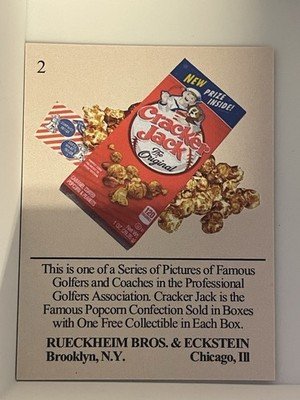 2
NEW
PRIZE
INSIDE!
Cracker
Jack
The
Original
120
This is one of a Series of Pictures of Famous
Golfers and Coaches in the Professional
Golfers Association. Cracker Jack is the
Famous Popcorn Confection Sold in Boxes
with One Free Collectible in Each Box.
RUECKHEIM BROS. & ECKSTEIN
Brooklyn, N.Y. Chicago, Ill